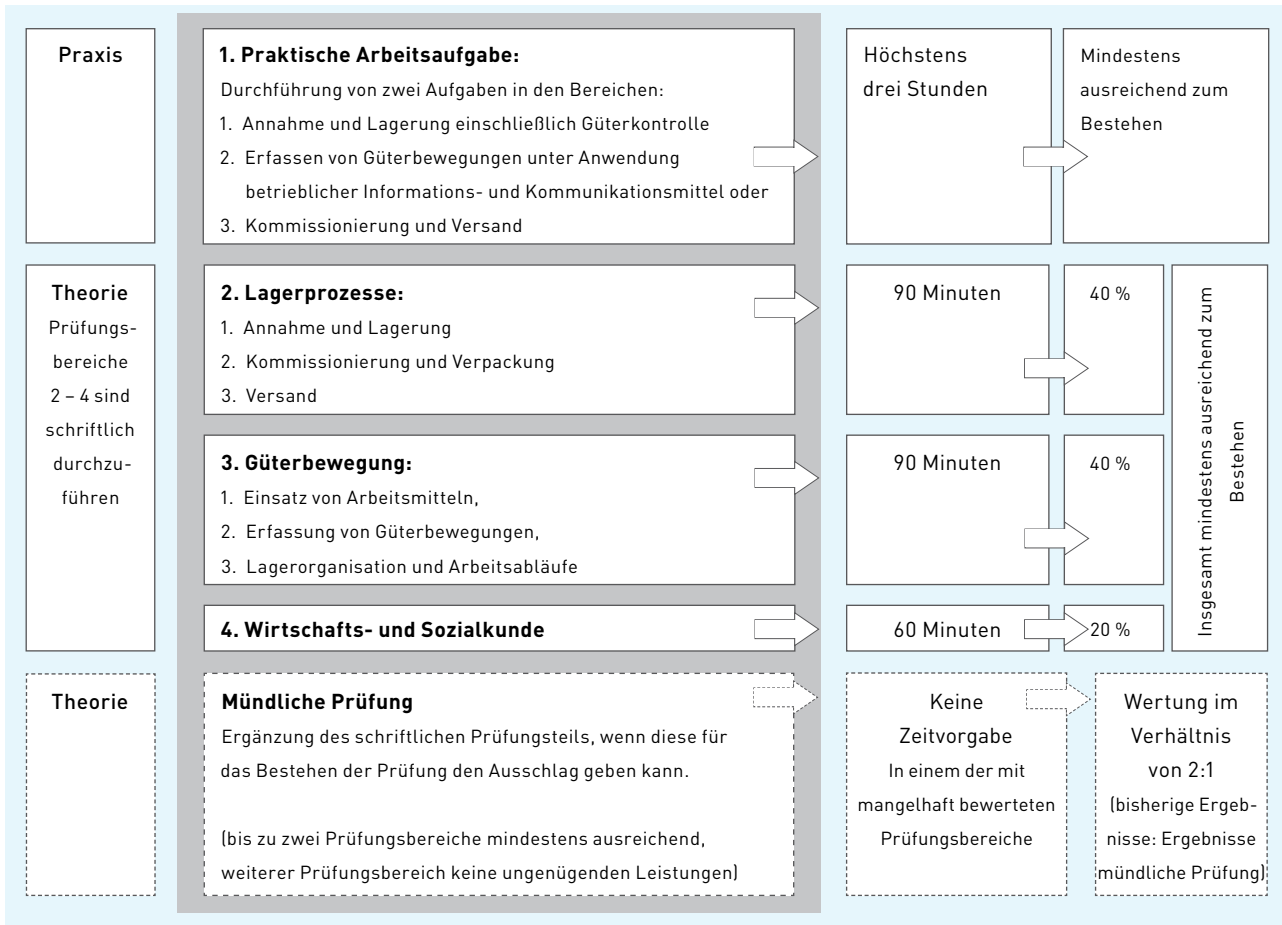 Praxis
1. Praktische Arbeitsaufgabe:
Durchführung von zwei Aufgaben in den Bereichen:
1. Annahme und Lagerung einschließlich Güterkontrolle
2. Erfassen von Güterbewegungen unter Anwendung
betrieblicher Informations- und Kommunikationsmittel oder
3. Kommissionierung und Versand
Höchstens
drei Stunden
Mindestens
ausreichend zum
Bestehen
Theorie
Prüfungs-
bereiche
2 – 4 sind
schriftlich
durchzu-
führen
2. Lagerprozesse:
1. Annahme und Lagerung
2. Kommissionierung und Verpackung
3. Versand
90 Minuten
40 %
3. Güterbewegung:
1. Einsatz von Arbeitsmitteln,
2. Erfassung von Güterbewegungen,
3. Lagerorganisation und Arbeitsabläufe
90 Minuten
40 %
4. Wirtschafts- und Sozialkunde
60 Minuten
20 %
Insgesamt mindestens ausreichend zum
Bestehen
Theorie
Mündliche Prüfung
Ergänzung des schriftlichen Prüfungsteils, wenn diese für
das Bestehen der Prüfung den Ausschlag geben kann.
(bis zu zwei Prüfungsbereiche mindestens ausreichend,
weiterer Prüfungsbereich keine ungenügenden Leistungen)
Keine
Zeitvorgabe
In einem der mit
mangelhaft bewerteten
Prüfungsbereiche
Wertung im
Verhältnis
von 2:1
(bisherige Ergeb-
nisse: Ergebnisse
mündliche Prüfung)